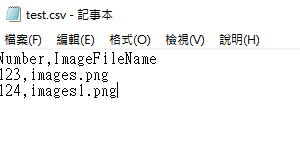 test.csv - 記事本
檔案(F) 編輯(E) 格式(O) 檢視(V) 說明(H)
Number,ImageFileName
123,images.png
124,images1.png